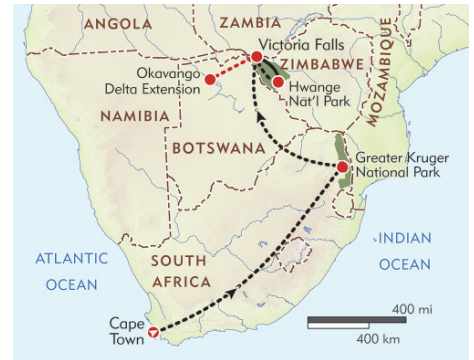 ANGOLA
ZAMBIA
Victoria Falls
ZIMBABWE
MOZAMBIQUE
Okavango
Delta Extension
Hwange
Nat'l Park
NAMIBIA
BOTSWANA
Greater Kruger
National Park
ATLANTIC
OCEAN
SOUTH
AFRICA
INDIAN
OCEAN
Cape
Town
400 mi
400 km